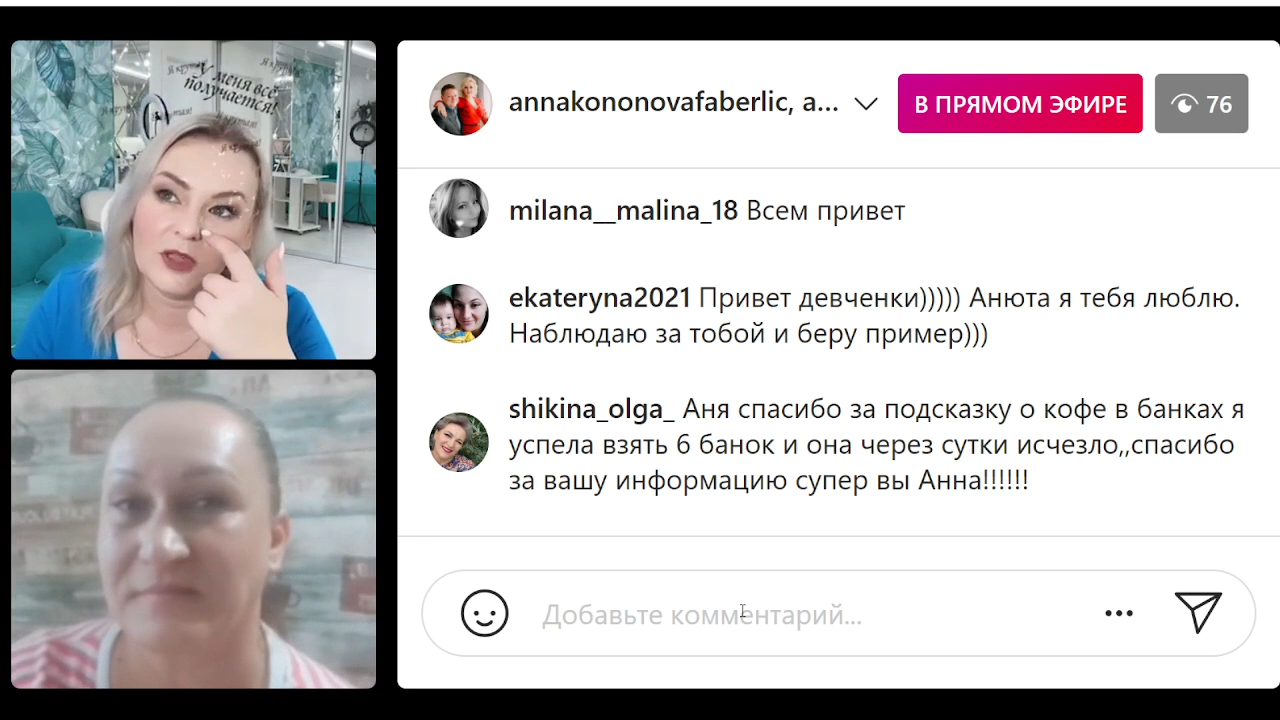 У меня всё
получается!
Я крутая!
annakononovafaberlic, a...
В ПРЯМОМ ЭФИРЕ
76
milana__malina_18 Всем привет
ekateryna2021 Привет девченки))))) Анюта я тебя люблю.
Наблюдаю за тобой и беру пример)))
shikina_olga_ Аня спасибо за подсказку о кофе в банках я
успела взять 6 банок и она через сутки исчезло,,спасибо
за вашу информацию супер вы Анна!!!!!!
Добавьте комментарий...